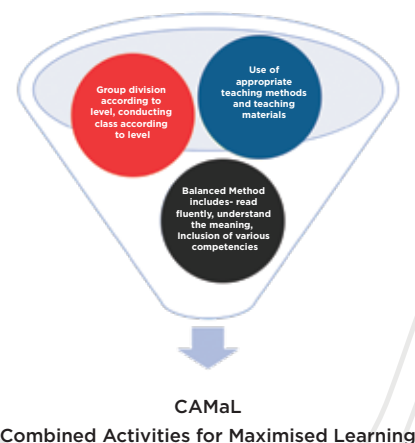 Group division
according to
level, conducting
class according
to level
Use of
appropriate
teaching methods
and teaching
materials
Balanced Method
includes- read
fluently, understand
the meaning,
Inclusion of various
competencies
CAMaL
Combined Activities for Maximised Learning